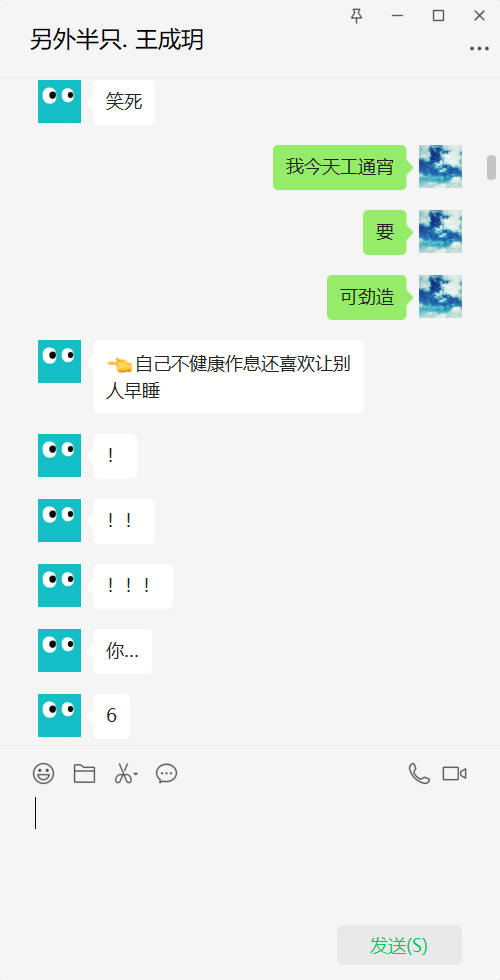 另外半只. 王成玥
笑死
我今天工通宵
要
可劲造
👈自己不健康作息还喜欢让别
人早睡
！
！！
！！！
你...
6
发送(S)